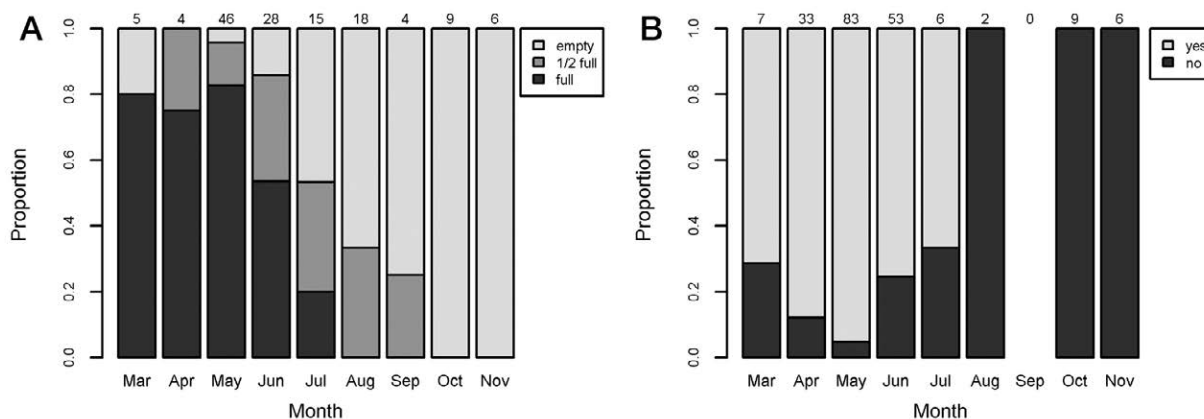 A
5 4 46 28 15 18 4 9 6
1.0
0.8
0.6
0.4
0.2
0.0
Proportion
Mar Apr May Jun Jul Aug Sep Oct Nov
Month
empty
1/2 full
full
B
7 33 83 53 6 2 0 9 6
1.0
0.8
0.6
0.4
0.2
0.0
Proportion
Mar Apr May Jun Jul Aug Sep Oct Nov
Month
yes
no